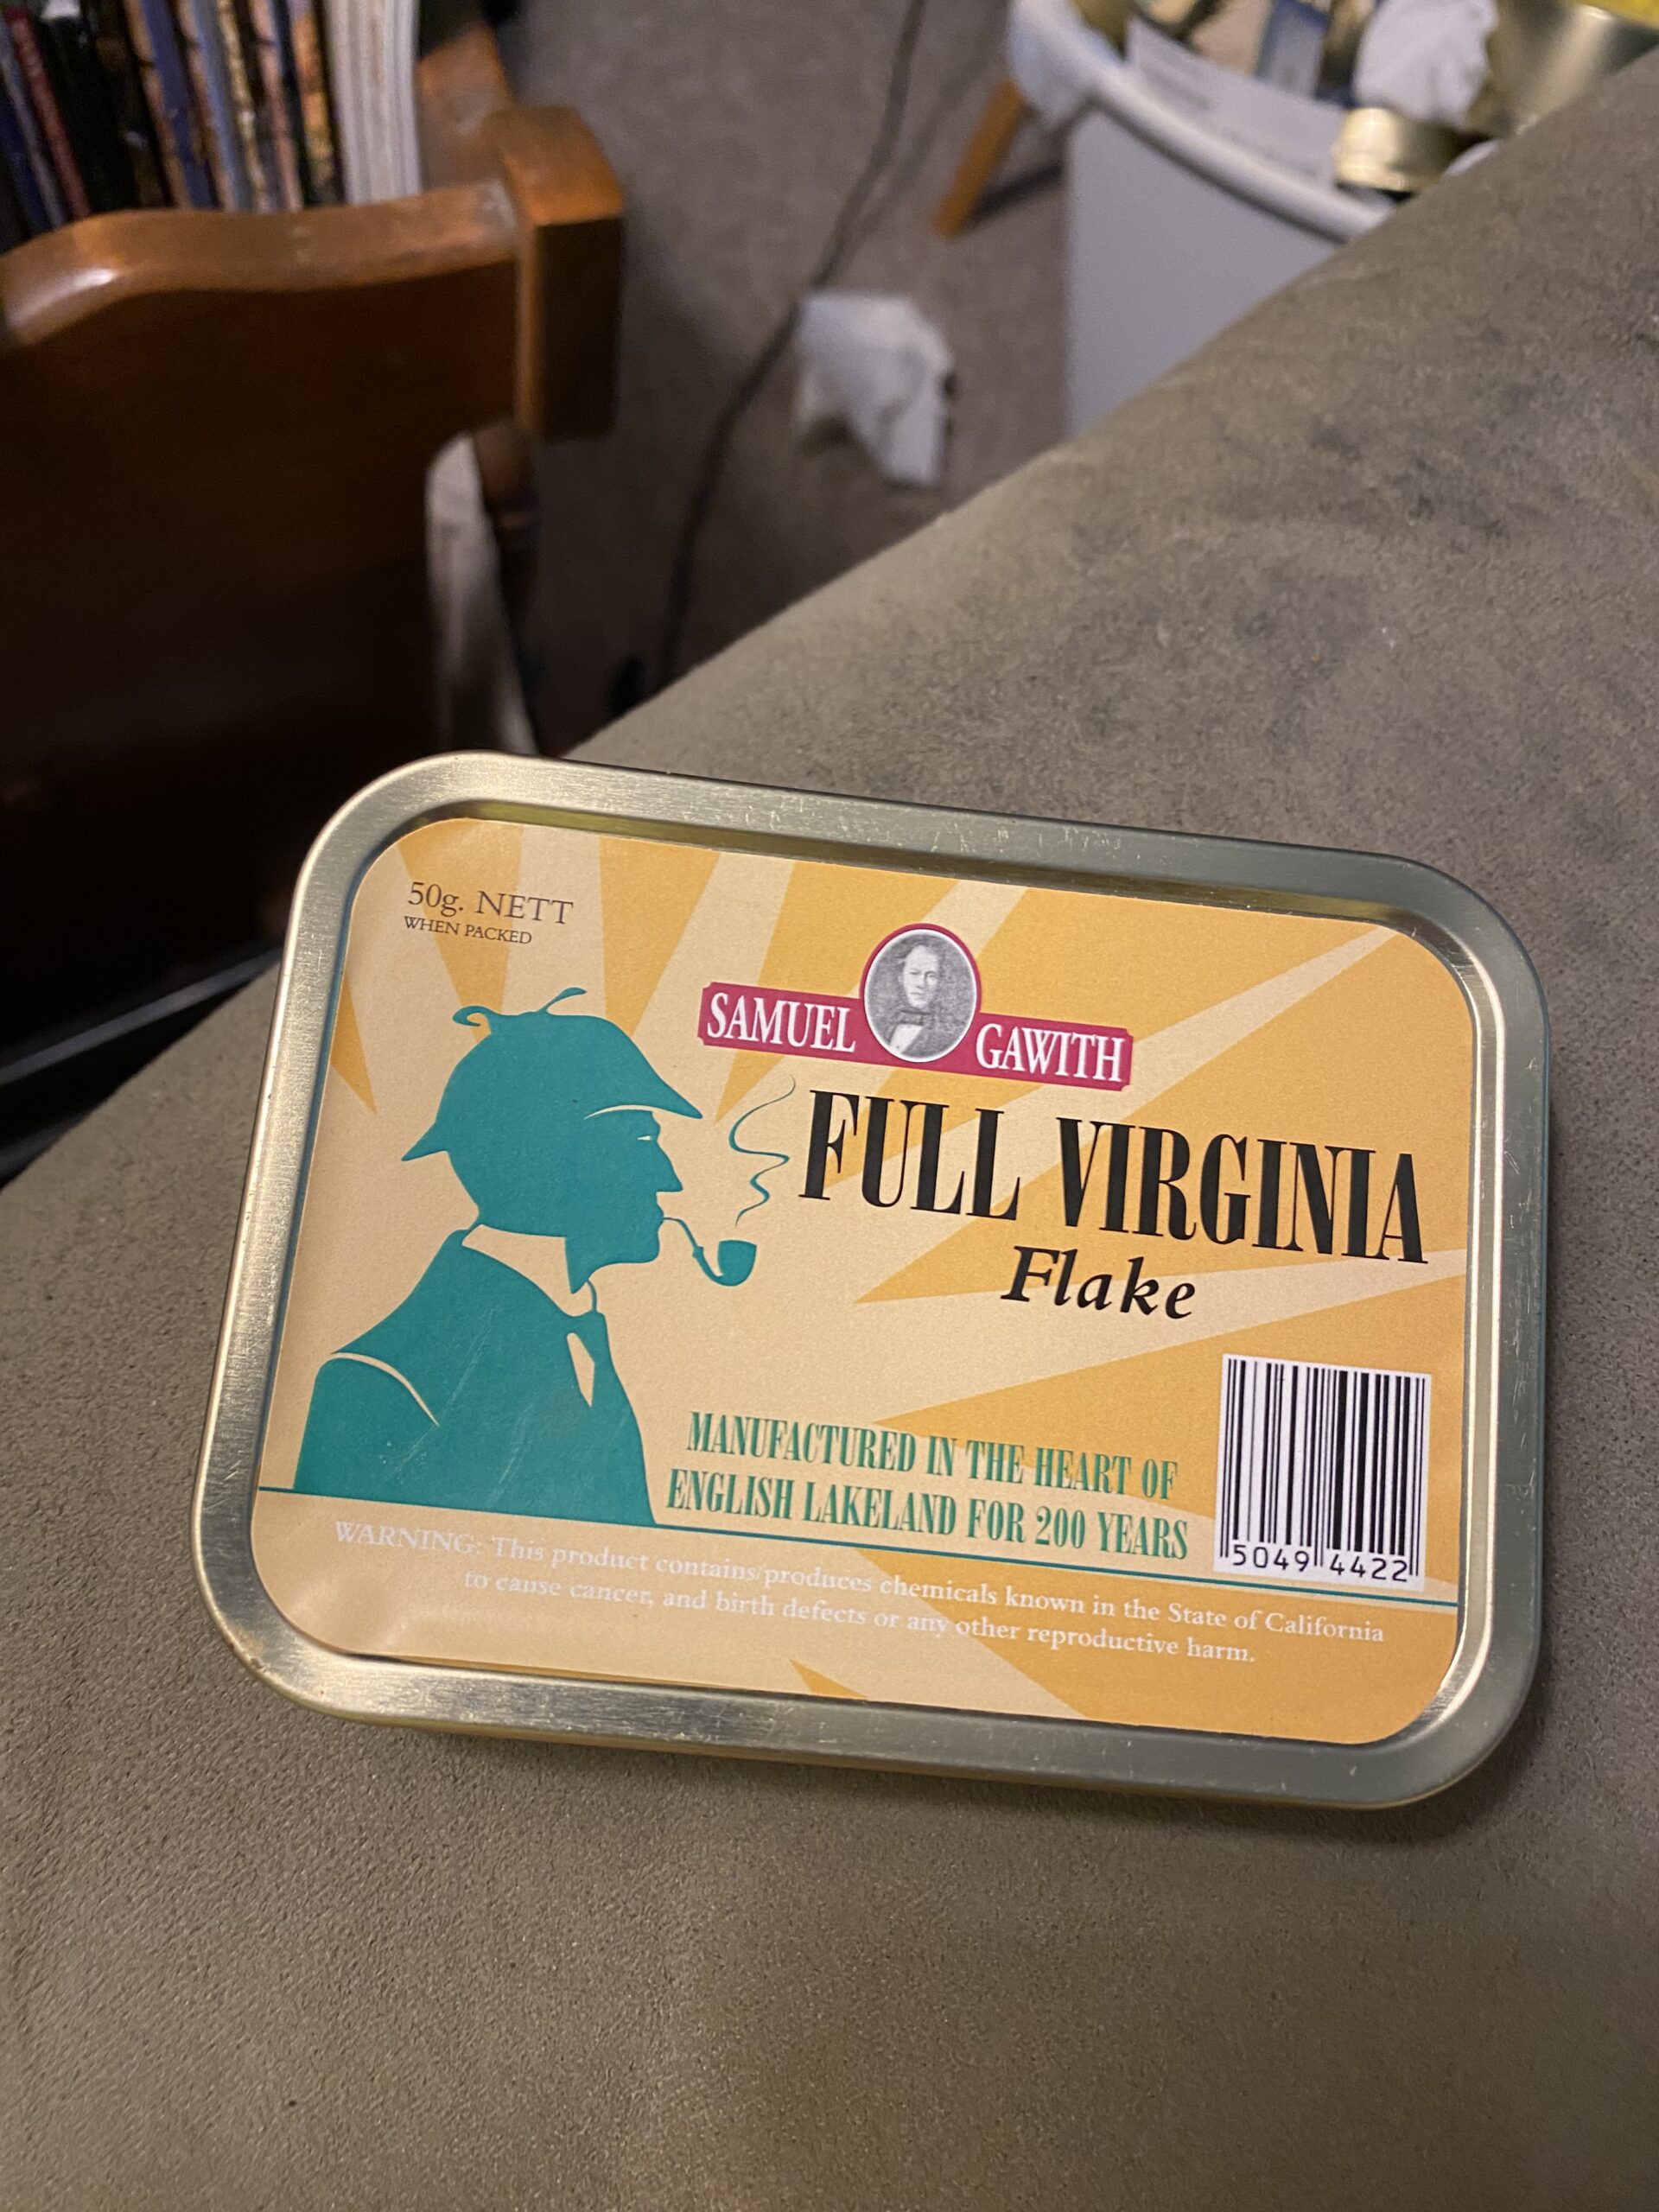 50g. NETT
WHEN PACKED
SAMUEL GAWITH
FULL VIRGINIA
Flake
MANUFACTURED IN THE HEART OF
ENGLISH LAKELAND FOR 200 YEARS
5049 4422
WARNING: This product contains/produces chemicals known in the State of California
to cause cancer, and birth defects or any other reproductive harm.